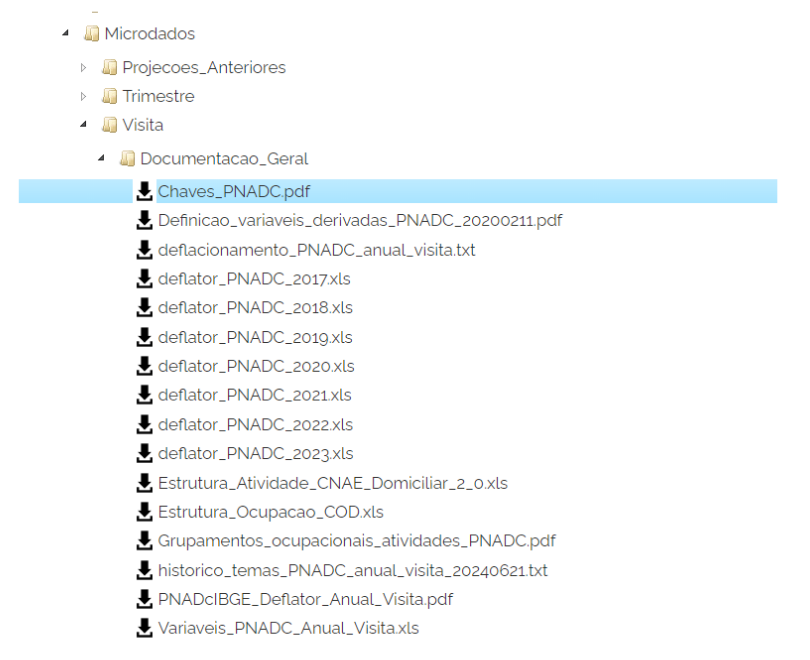 Microdados
Projecoes_Anteriores
Trimestre
Visita
Documentacao_Geral
Chaves_PNADC.pdf
Definicao_variaveis_derivadas_PNADC_20200211.pdf
deflacionamento_PNADC_anual_visita.txt
deflator_PNADC_2017.xls
deflator_PNADC_2018.xls
deflator_PNADC_2019.xls
deflator_PNADC_2020.xls
deflator_PNADC_2021.xls
deflator_PNADC_2022.xls
deflator_PNADC_2023.xls
Estrutura_Atividade_CNAE_Domiciliar_2_0.xls
Estrutura_Ocupacao_COD.xls
Grupamentos_ocupacionais_atividades_PNADC.pdf
historico_temas_PNADC_anual_visita_20240621.txt
PNADcIBGE_Deflator_Anual_Visita.pdf
Variaveis_PNADC_Anual_Visita.xls